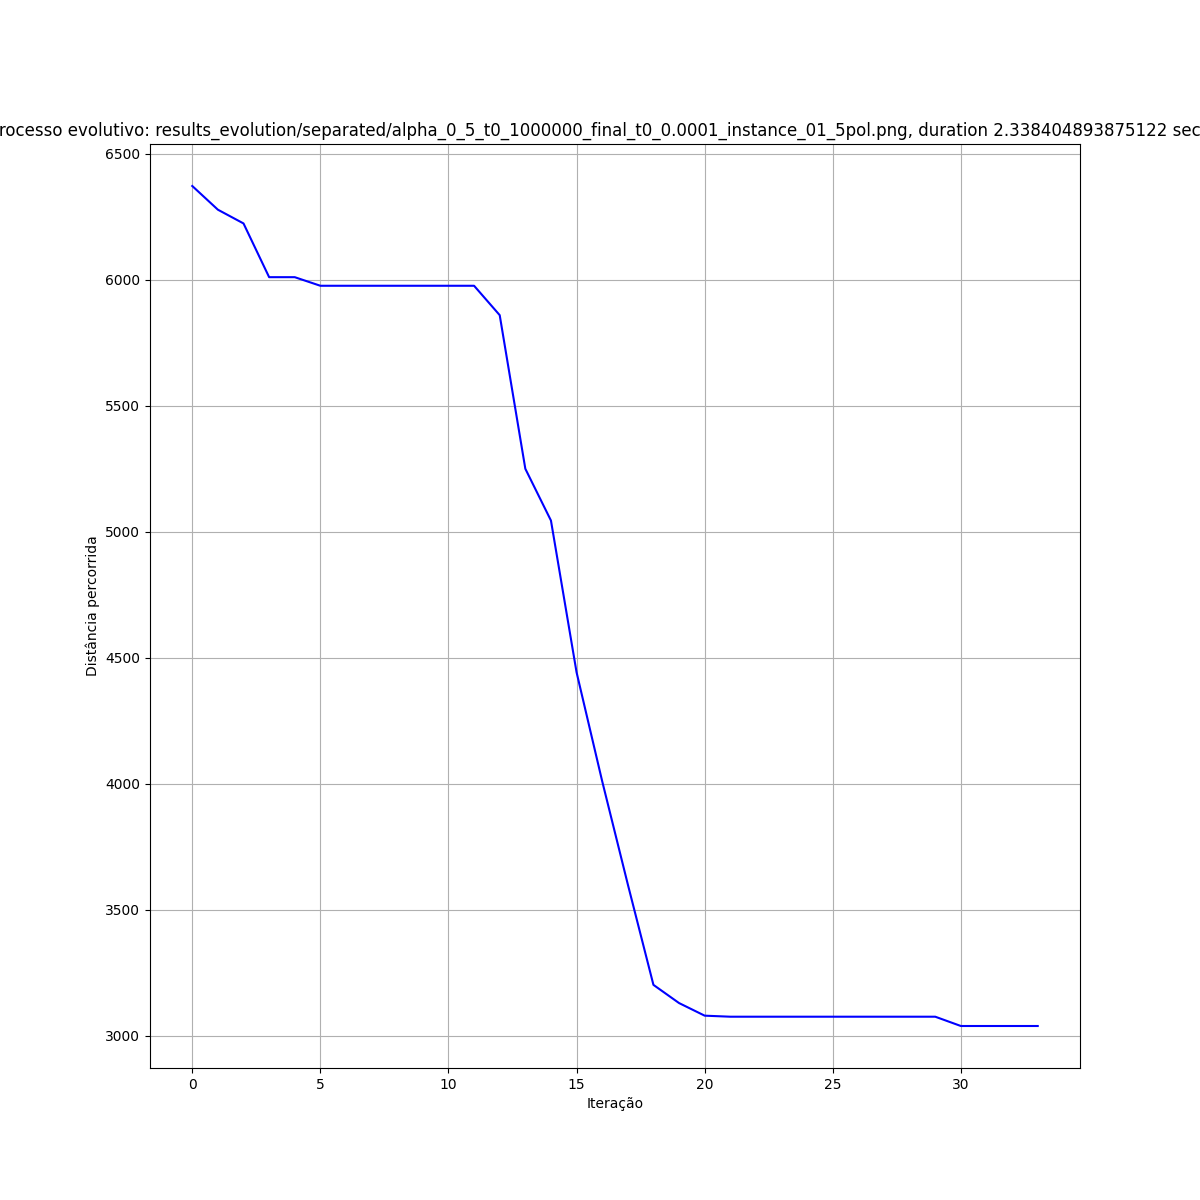 rocesso evolutivo: results_evolution/separated/alpha_0_5_t0_1000000_final_t0_0.0001_instance_01_5pol.png, duration 2.338404893875122 sec
6500
6000
5500
5000
4500
4000
3500
3000
Distância percorrida
0 5 10 15 20 25 30
Iteração